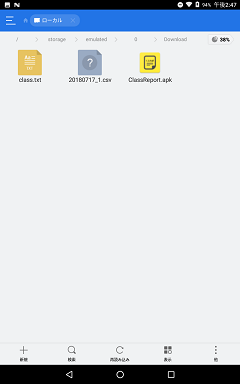 94% 午後2:47
ローカル
/ storage emulated 0 Download 38%
class.txt 20180717_1.csv ClassReport.apk
新規 検索 再読み込み 表示 他